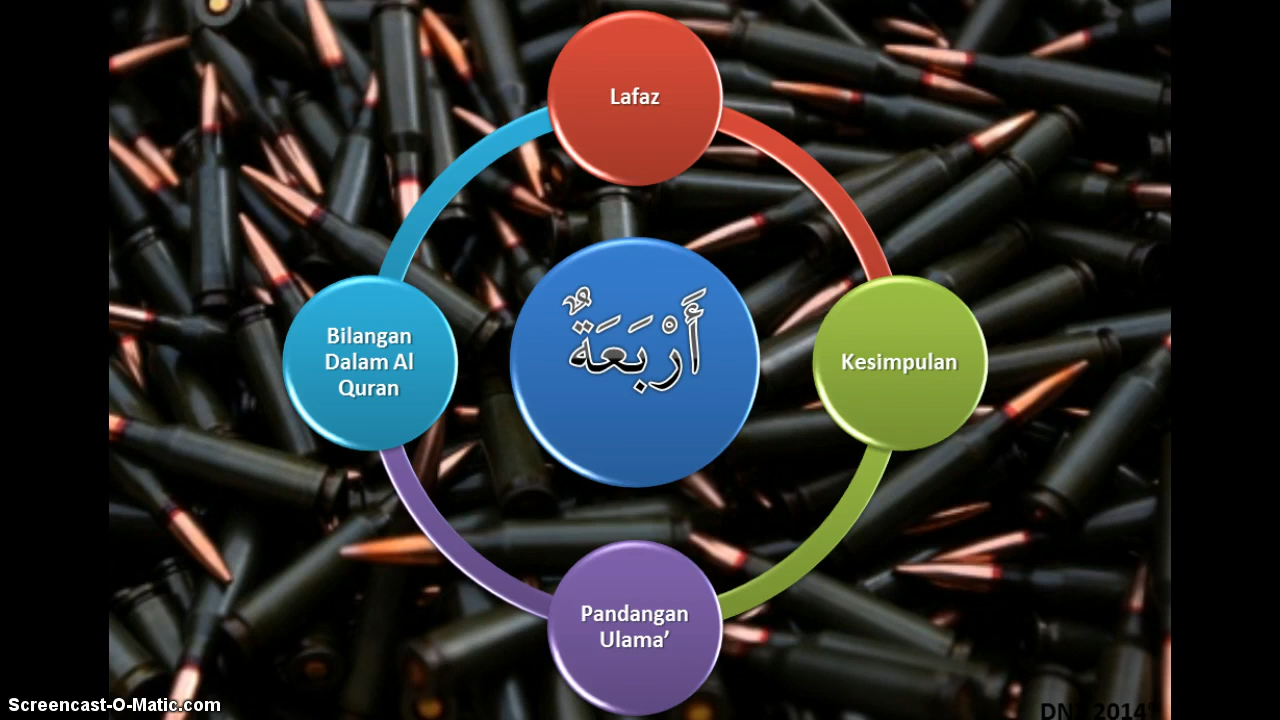 Lafaz
Bilangan
Dalam Al
Quran
أَرْبَعَةٌ
Kesimpulan
Pandangan
Ulama’
Screencast-O-Matic.com